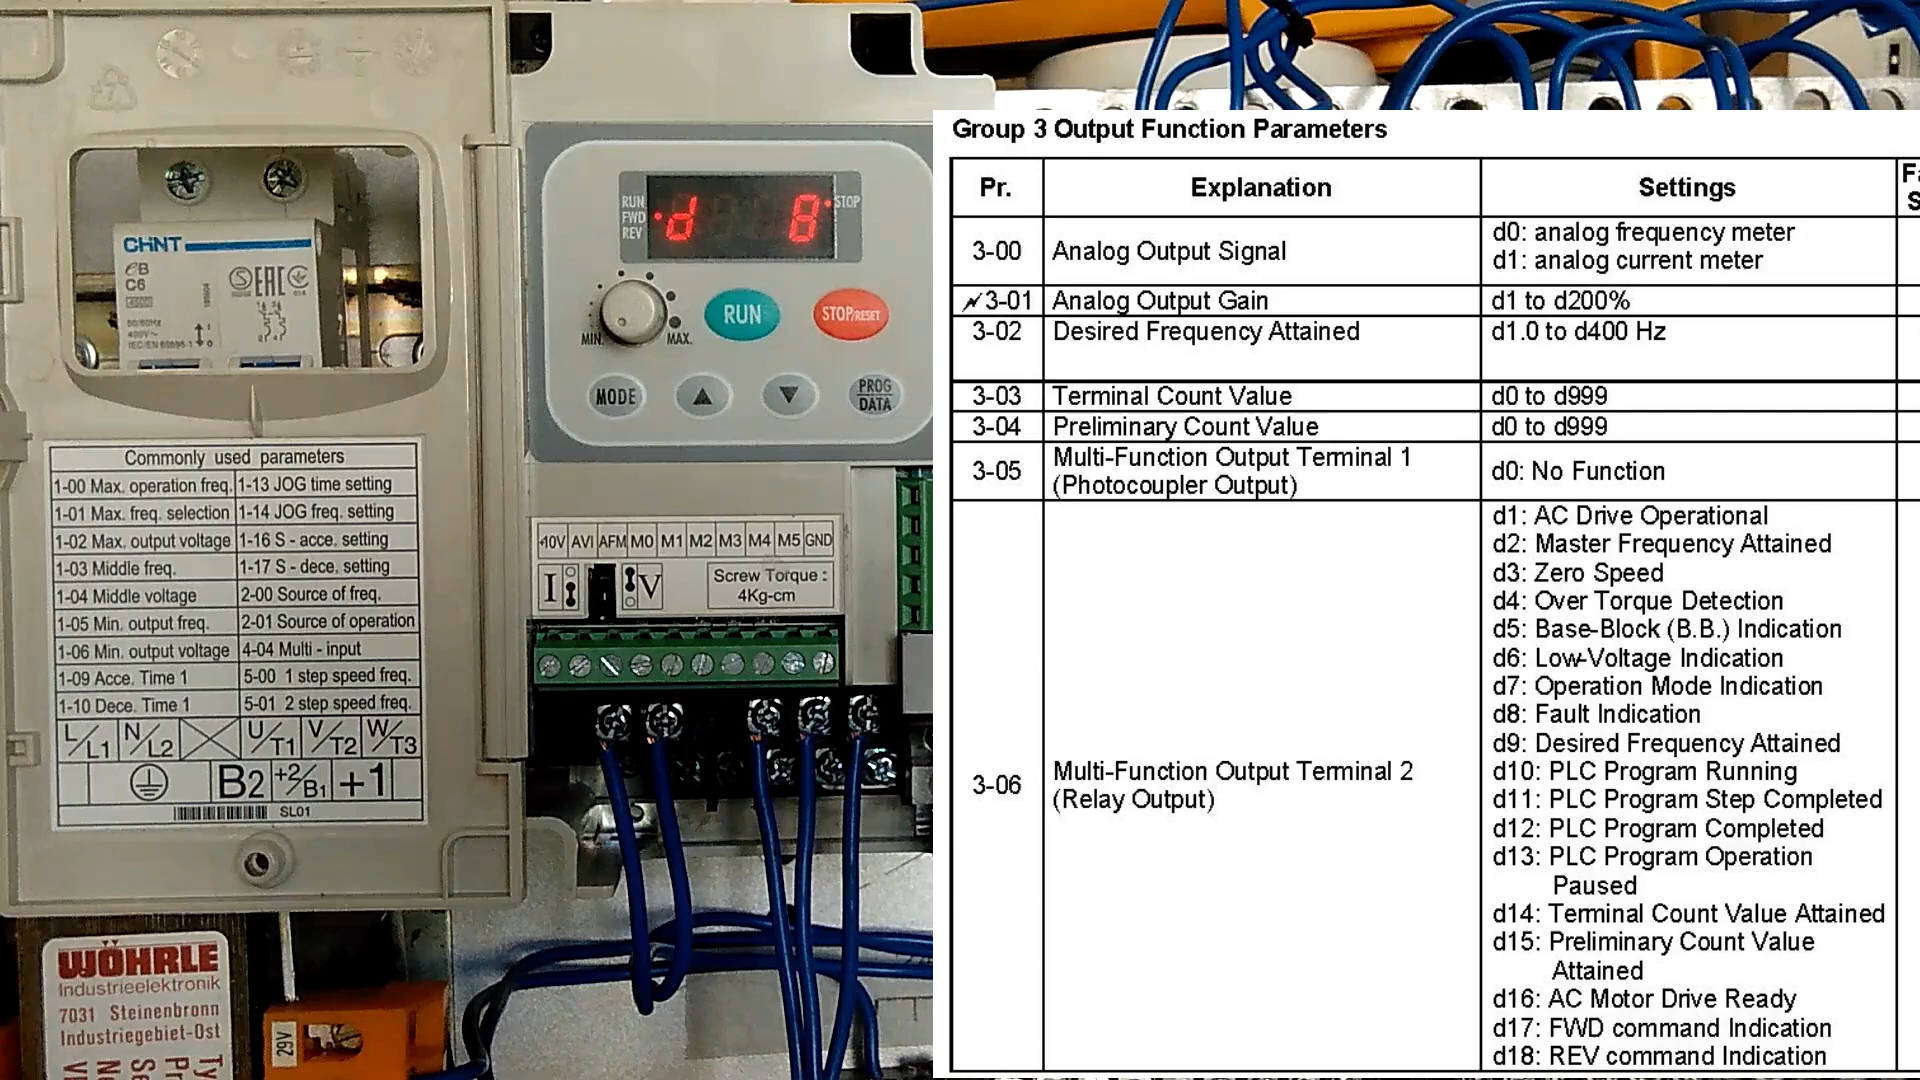 CHNT
eB
C6
4500
50/60Hz
400V~
IEC/EN 60898-1
EAC
Commonly used parameters
1-00 Max. operation freq. 1-13 JOG time setting
1-01 Max. freq. selection 1-14 JOG freq. setting
1-02 Max. output voltage 1-16 S - acce. setting
1-03 Middle freq. 1-17 S - dece. setting
1-04 Middle voltage 2-00 Source of freq.
1-05 Min. output freq. 2-01 Source of operation
1-06 Min. output voltage 4-04 Multi - input
1-09 Acce. Time 1 5-00 1 step speed freq.
1-10 Dece. Time 1 5-01 2 step speed freq.
L/L1 N/L2 U/T1 V/T2 W/T3
B2 +2/B1 +1
SL01
WÖHRLE
Industrieelektronik
7031 Steinenbronn
Industriegebiet-Ost
29V
RUN
FWD
REV
d 8
STOP
MIN. MAX.
RUN
STOP/RESET
MODE
PROG
DATA
+10V AVI AFM M0 M1 M2 M3 M4 M5 GND
I V
Screw Torque :
4Kg-cm
Group 3 Output Function Parameters
Pr. Explanation Settings
3-00 Analog Output Signal d0: analog frequency meter
d1: analog current meter
3-01 Analog Output Gain d1 to d200%
3-02 Desired Frequency Attained d1.0 to d400 Hz
3-03 Terminal Count Value d0 to d999
3-04 Preliminary Count Value d0 to d999
3-05 Multi-Function Output Terminal 1
(Photocoupler Output) d0: No Function
3-06 Multi-Function Output Terminal 2
(Relay Output)
d1: AC Drive Operational
d2: Master Frequency Attained
d3: Zero Speed
d4: Over Torque Detection
d5: Base-Block (B.B.) Indication
d6: Low-Voltage Indication
d7: Operation Mode Indication
d8: Fault Indication
d9: Desired Frequency Attained
d10: PLC Program Running
d11: PLC Program Step Completed
d12: PLC Program Completed
d13: PLC Program Operation
Paused
d14: Terminal Count Value Attained
d15: Preliminary Count Value
Attained
d16: AC Motor Drive Ready
d17: FWD command Indication
d18: REV command Indication